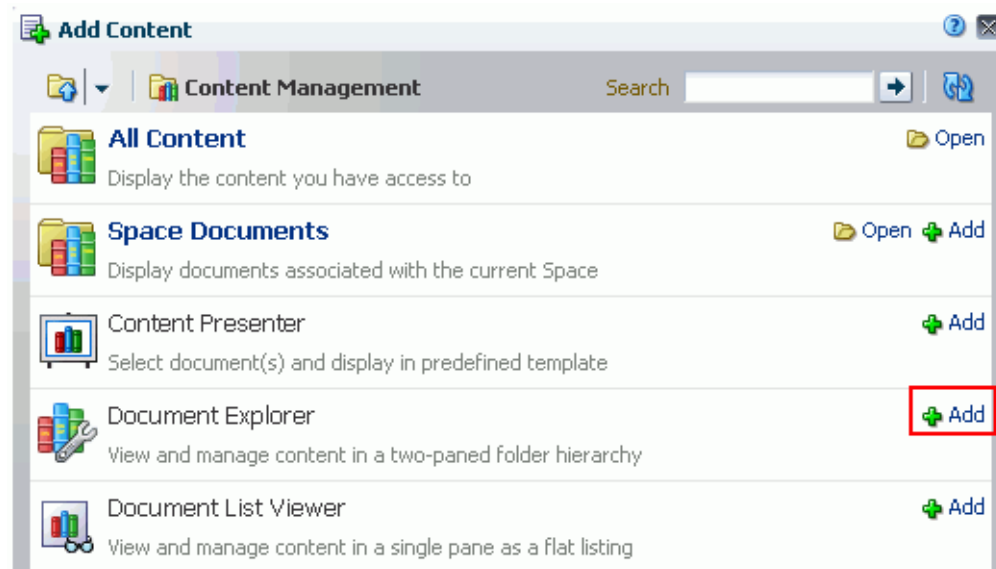 Add Content
Content Management Search
All Content Open
Display the content you have access to
Space Documents Open Add
Display documents associated with the current Space
Content Presenter Add
Select document(s) and display in predefined template
Document Explorer Add
View and manage content in a two-paned folder hierarchy
Document List Viewer Add
View and manage content in a single pane as a flat listing